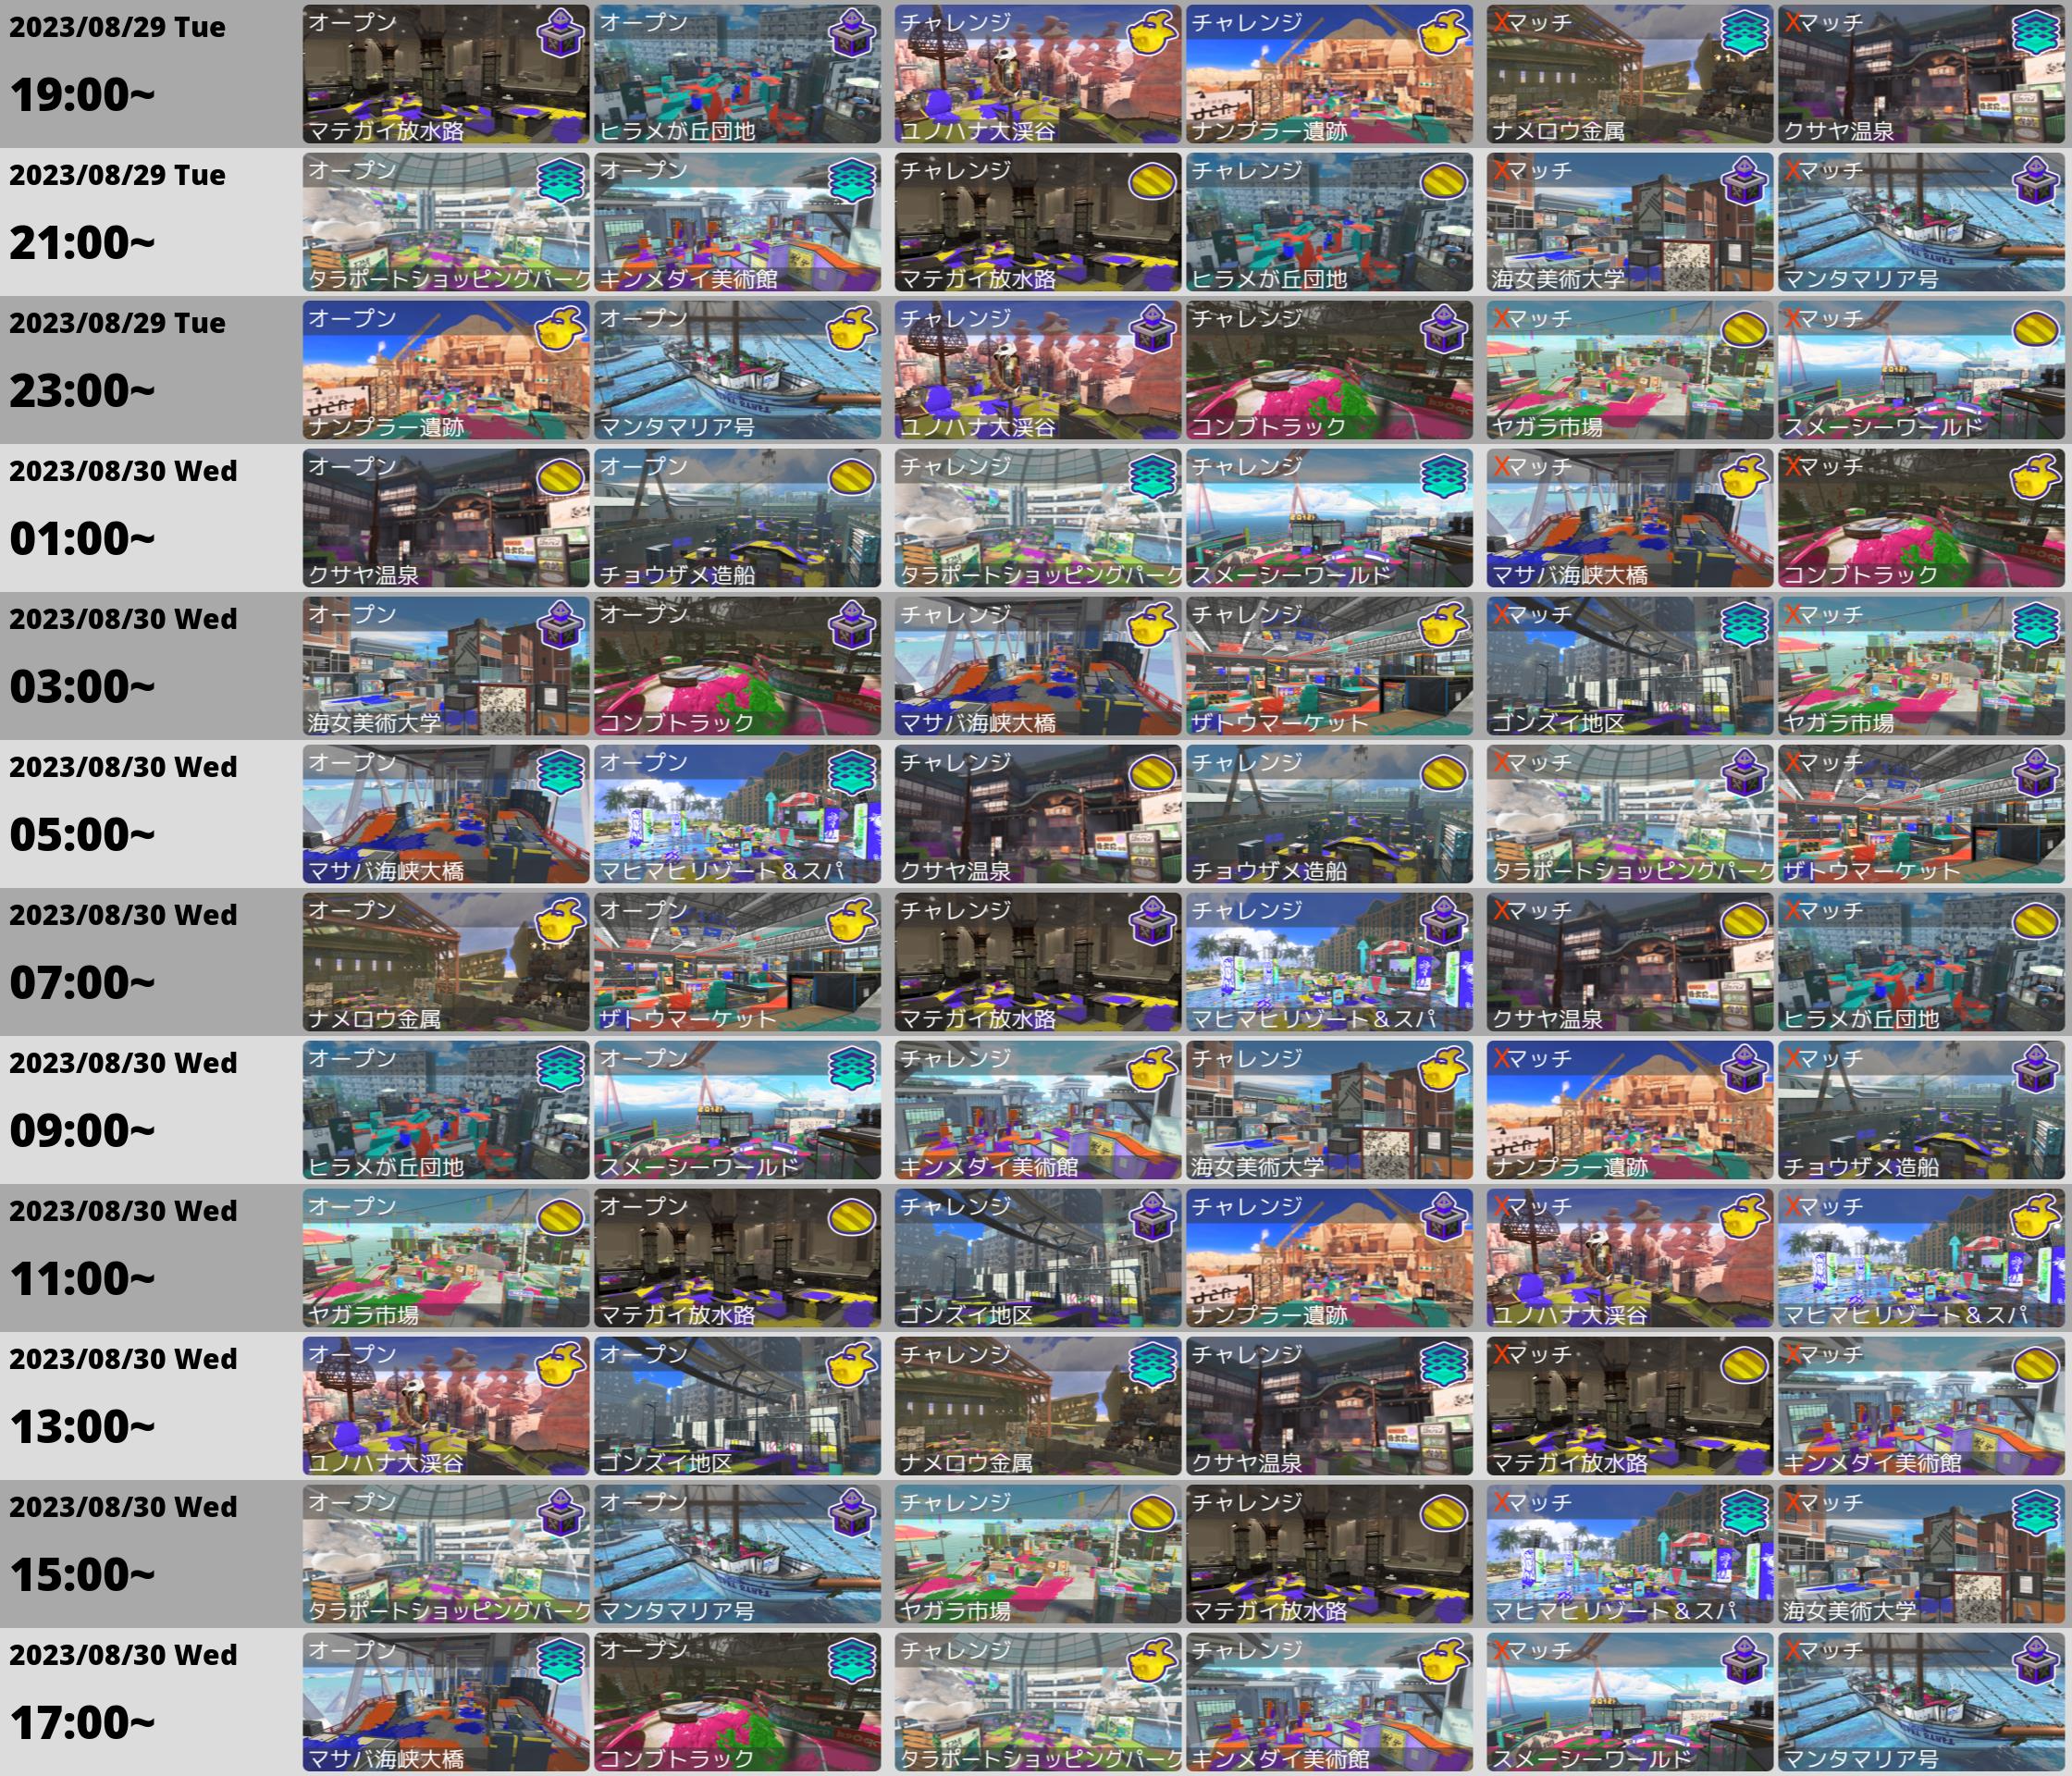 2023/08/29 Tue
19:00~
オープン
マテガイ放水路
オープン
ヒラメが丘団地
チャレンジ
ユノハナ大渓谷
チャレンジ
ナンプラー遺跡
Xマッチ
ナメロウ金属
Xマッチ
クサヤ温泉
2023/08/29 Tue
21:00~
オープン
タラポートショッピングパーク
オープン
キンメダイ美術館
チャレンジ
マテガイ放水路
チャレンジ
ヒラメが丘団地
Xマッチ
海女美術大学
Xマッチ
マンタマリア号
2023/08/29 Tue
23:00~
オープン
ナンプラー遺跡
オープン
マンタマリア号
チャレンジ
ユノハナ大渓谷
チャレンジ
コンブトラック
Xマッチ
ヤガラ市場
Xマッチ
スメーシーワールド
2023/08/30 Wed
01:00~
オープン
クサヤ温泉
オープン
チョウザメ造船
チャレンジ
タラポートショッピングパーク
チャレンジ
スメーシーワールド
Xマッチ
マサバ海峡大橋
Xマッチ
コンブトラック
2023/08/30 Wed
03:00~
オープン
海女美術大学
オープン
コンブトラック
チャレンジ
マサバ海峡大橋
チャレンジ
ザトウマーケット
Xマッチ
ゴンズイ地区
Xマッチ
ヤガラ市場
2023/08/30 Wed
05:00~
オープン
マサバ海峡大橋
オープン
マヒマヒリゾート＆スパ
チャレンジ
クサヤ温泉
チャレンジ
チョウザメ造船
Xマッチ
タラポートショッピングパーク
Xマッチ
ザトウマーケット
2023/08/30 Wed
07:00~
オープン
ナメロウ金属
オープン
ザトウマーケット
チャレンジ
マテガイ放水路
チャレンジ
マヒマヒリゾート＆スパ
Xマッチ
クサヤ温泉
Xマッチ
ヒラメが丘団地
2023/08/30 Wed
09:00~
オープン
ヒラメが丘団地
オープン
スメーシーワールド
チャレンジ
キンメダイ美術館
チャレンジ
海女美術大学
Xマッチ
ナンプラー遺跡
Xマッチ
チョウザメ造船
2023/08/30 Wed
11:00~
オープン
ヤガラ市場
オープン
マテガイ放水路
チャレンジ
ゴンズイ地区
チャレンジ
ナンプラー遺跡
Xマッチ
ユノハナ大渓谷
Xマッチ
マヒマヒリゾート＆スパ
2023/08/30 Wed
13:00~
オープン
ユノハナ大渓谷
オープン
ゴンズイ地区
チャレンジ
ナメロウ金属
チャレンジ
クサヤ温泉
Xマッチ
マテガイ放水路
Xマッチ
キンメダイ美術館
2023/08/30 Wed
15:00~
オープン
タラポートショッピングパーク
オープン
マンタマリア号
チャレンジ
ヤガラ市場
チャレンジ
マテガイ放水路
Xマッチ
マヒマヒリゾート＆スパ
Xマッチ
海女美術大学
2023/08/30 Wed
17:00~
オープン
マサバ海峡大橋
オープン
コンブトラック
チャレンジ
タラポートショッピングパーク
チャレンジ
キンメダイ美術館
Xマッチ
スメーシーワールド
Xマッチ
マンタマリア号